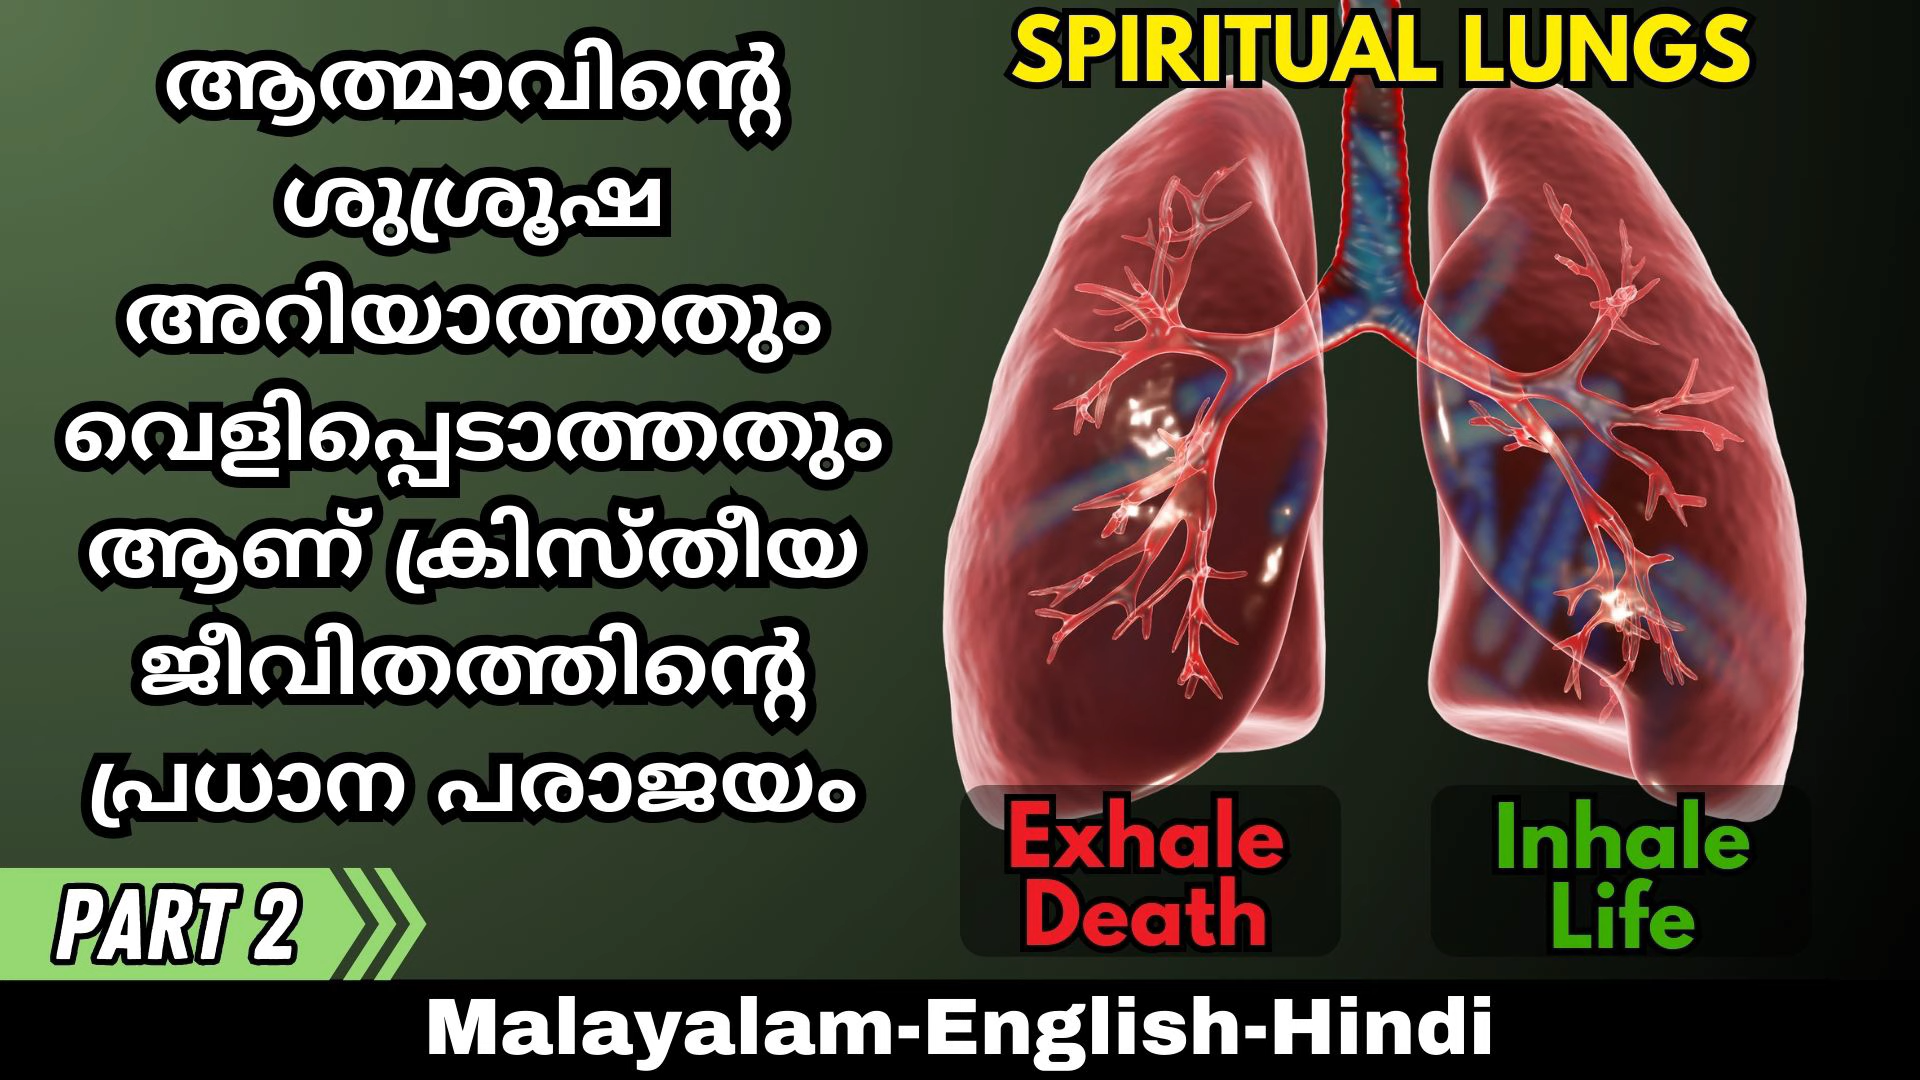 ആത്മാവിന്റെ
ശുശ്രൂഷ
അറിയാത്തതും
വെളിപ്പെടാത്തതും
ആണ് ക്രിസ്തീയ
ജീവിതത്തിന്റെ
പ്രധാന പരാജയം
PART 2
SPIRITUAL LUNGS
Exhale
Death
Inhale
Life
Malayalam-English-Hindi